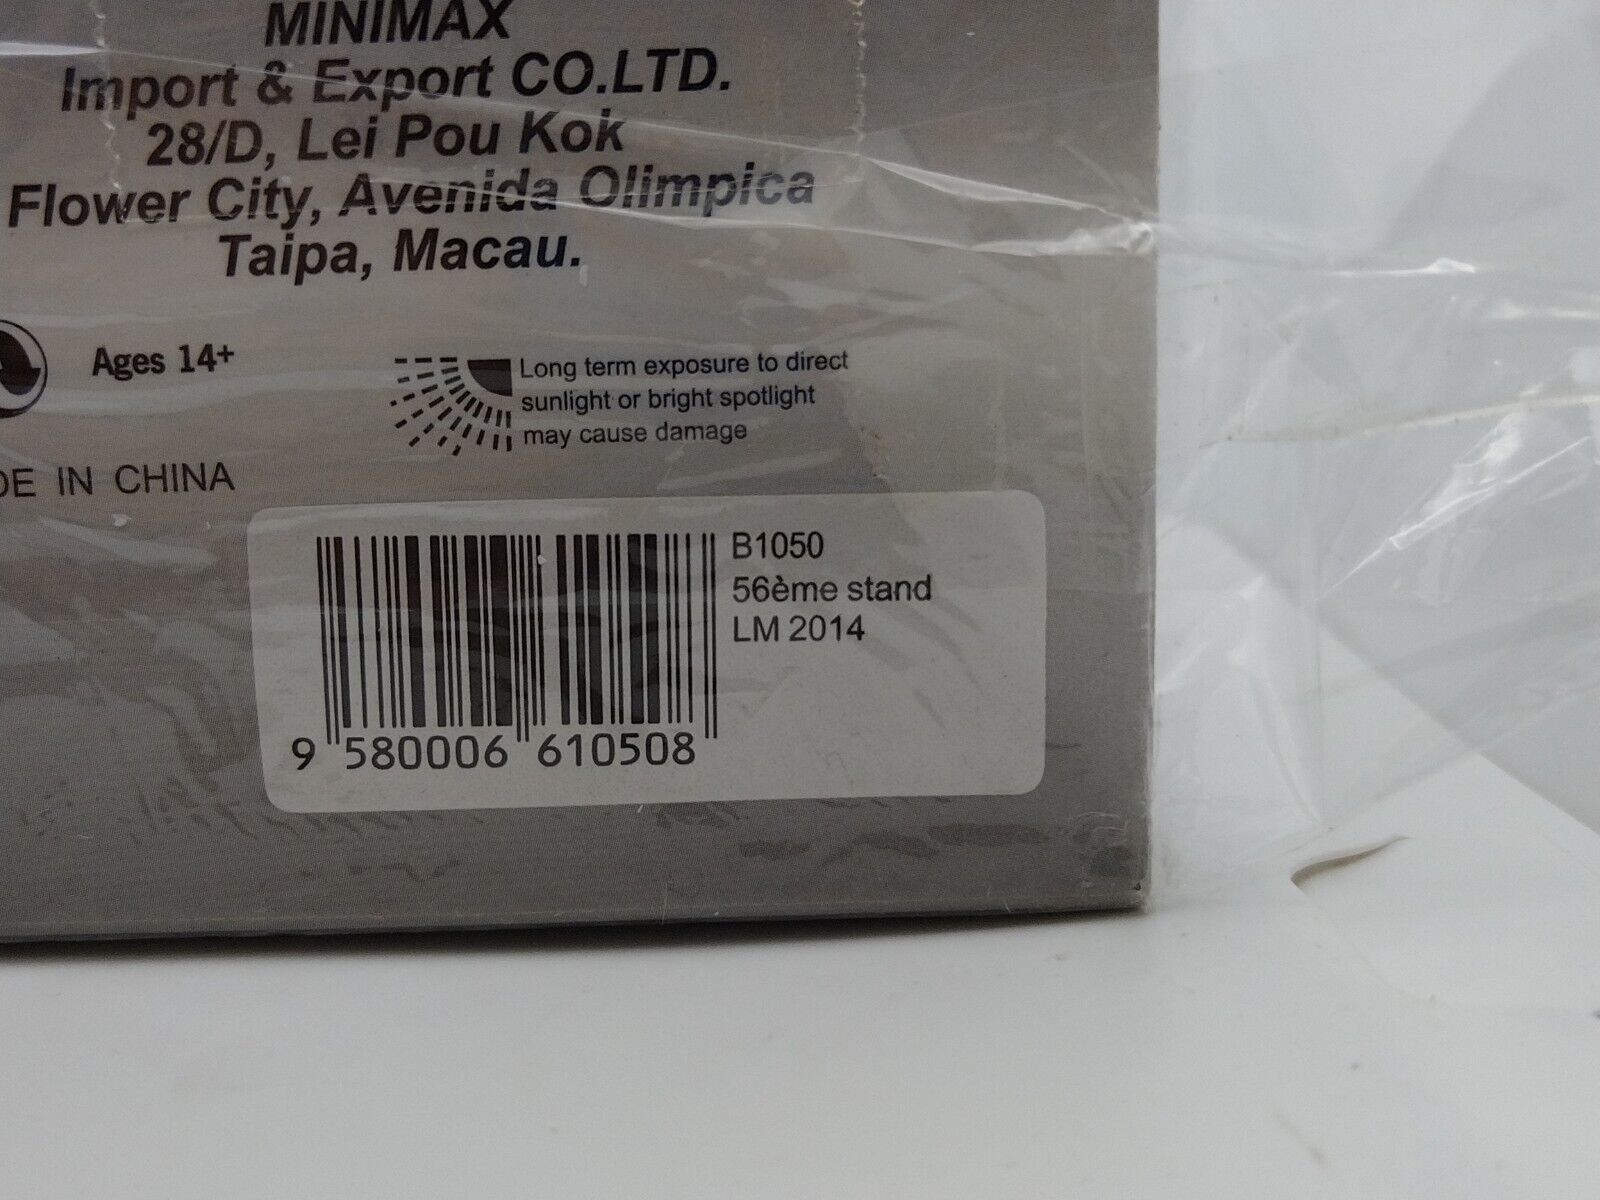 MINIMAX
Import & Export CO.LTD.
28/D, Lei Pou Kok
Flower City, Avenida Olimpica
Taipa, Macau.
Ages 14+
Long term exposure to direct
sunlight or bright spotlight
may cause damage
DE IN CHINA
B1050
56ème stand
LM 2014
9 580006 610508